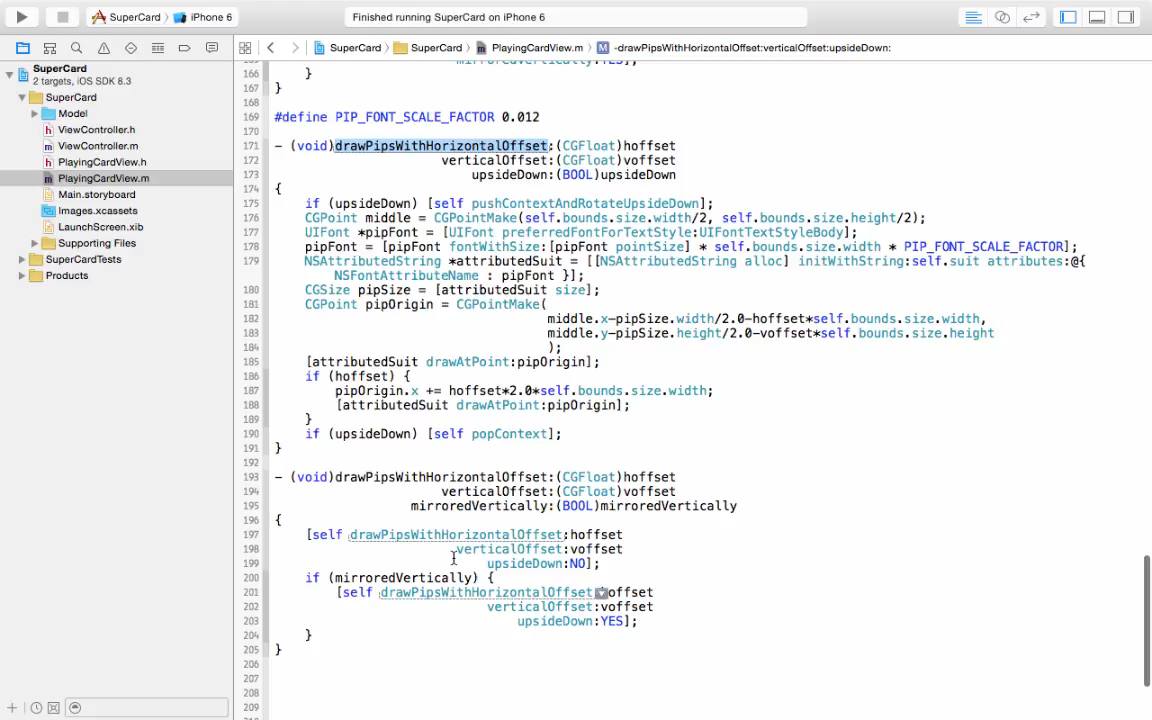 SuperCard
iPhone 6
Finished running SuperCard on iPhone 6
SuperCard
SuperCard
PlayingCardView.m
M
-drawPipsWithHorizontalOffset:verticalOffset:upsideDown:
SuperCard
2 targets, iOS SDK 8.3
SuperCard
Model
h ViewController.h
m ViewController.m
h PlayingCardView.h
m PlayingCardView.m
Main.storyboard
Images.xcassets
LaunchScreen.xib
Supporting Files
SuperCardTests
Products
mirroredVertically:YES];
166 }
167 }
168
169 #define PIP_FONT_SCALE_FACTOR 0.012
170
171 - (void)drawPipsWithHorizontalOffset:(CGFloat)hoffset
172 verticalOffset:(CGFloat)voffset
173 upsideDown:(BOOL)upsideDown
174 {
175 if (upsideDown) [self pushContextAndRotateUpsideDown];
176 CGPoint middle = CGPointMake(self.bounds.size.width/2, self.bounds.size.height/2);
177 UIFont *pipFont = [UIFont preferredFontForTextStyle:UIFontTextStyleBody];
178 pipFont = [pipFont fontWithSize:[pipFont pointSize] * self.bounds.size.width * PIP_FONT_SCALE_FACTOR];
179 NSAttributedString *attributedSuit = [[NSAttributedString alloc] initWithString:self.suit attributes:@{
NSFontAttributeName : pipFont }];
180 CGSize pipSize = [attributedSuit size];
181 CGPoint pipOrigin = CGPointMake(
182 middle.x-pipSize.width/2.0-hoffset*self.bounds.size.width,
183 middle.y-pipSize.height/2.0-voffset*self.bounds.size.height
184 );
185 [attributedSuit drawAtPoint:pipOrigin];
186 if (hoffset) {
187 pipOrigin.x += hoffset*2.0*self.bounds.size.width;
188 [attributedSuit drawAtPoint:pipOrigin];
189 }
190 if (upsideDown) [self popContext];
191 }
192
193 - (void)drawPipsWithHorizontalOffset:(CGFloat)hoffset
194 verticalOffset:(CGFloat)voffset
195 mirroredVertically:(BOOL)mirroredVertically
196 {
197 [self drawPipsWithHorizontalOffset:hoffset
198 verticalOffset:voffset
199 upsideDown:NO];
200 if (mirroredVertically) {
201 [self drawPipsWithHorizontalOffset offset
202 verticalOffset:voffset
203 upsideDown:YES];
204 }
205 }
206
207
208
209